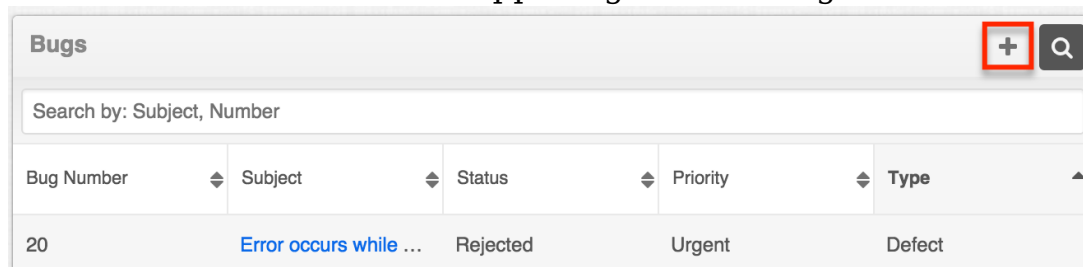 Bugs
Search by: Subject, Number
Bug Number Subject Status Priority Type
20 Error occurs while … Rejected Urgent Defect